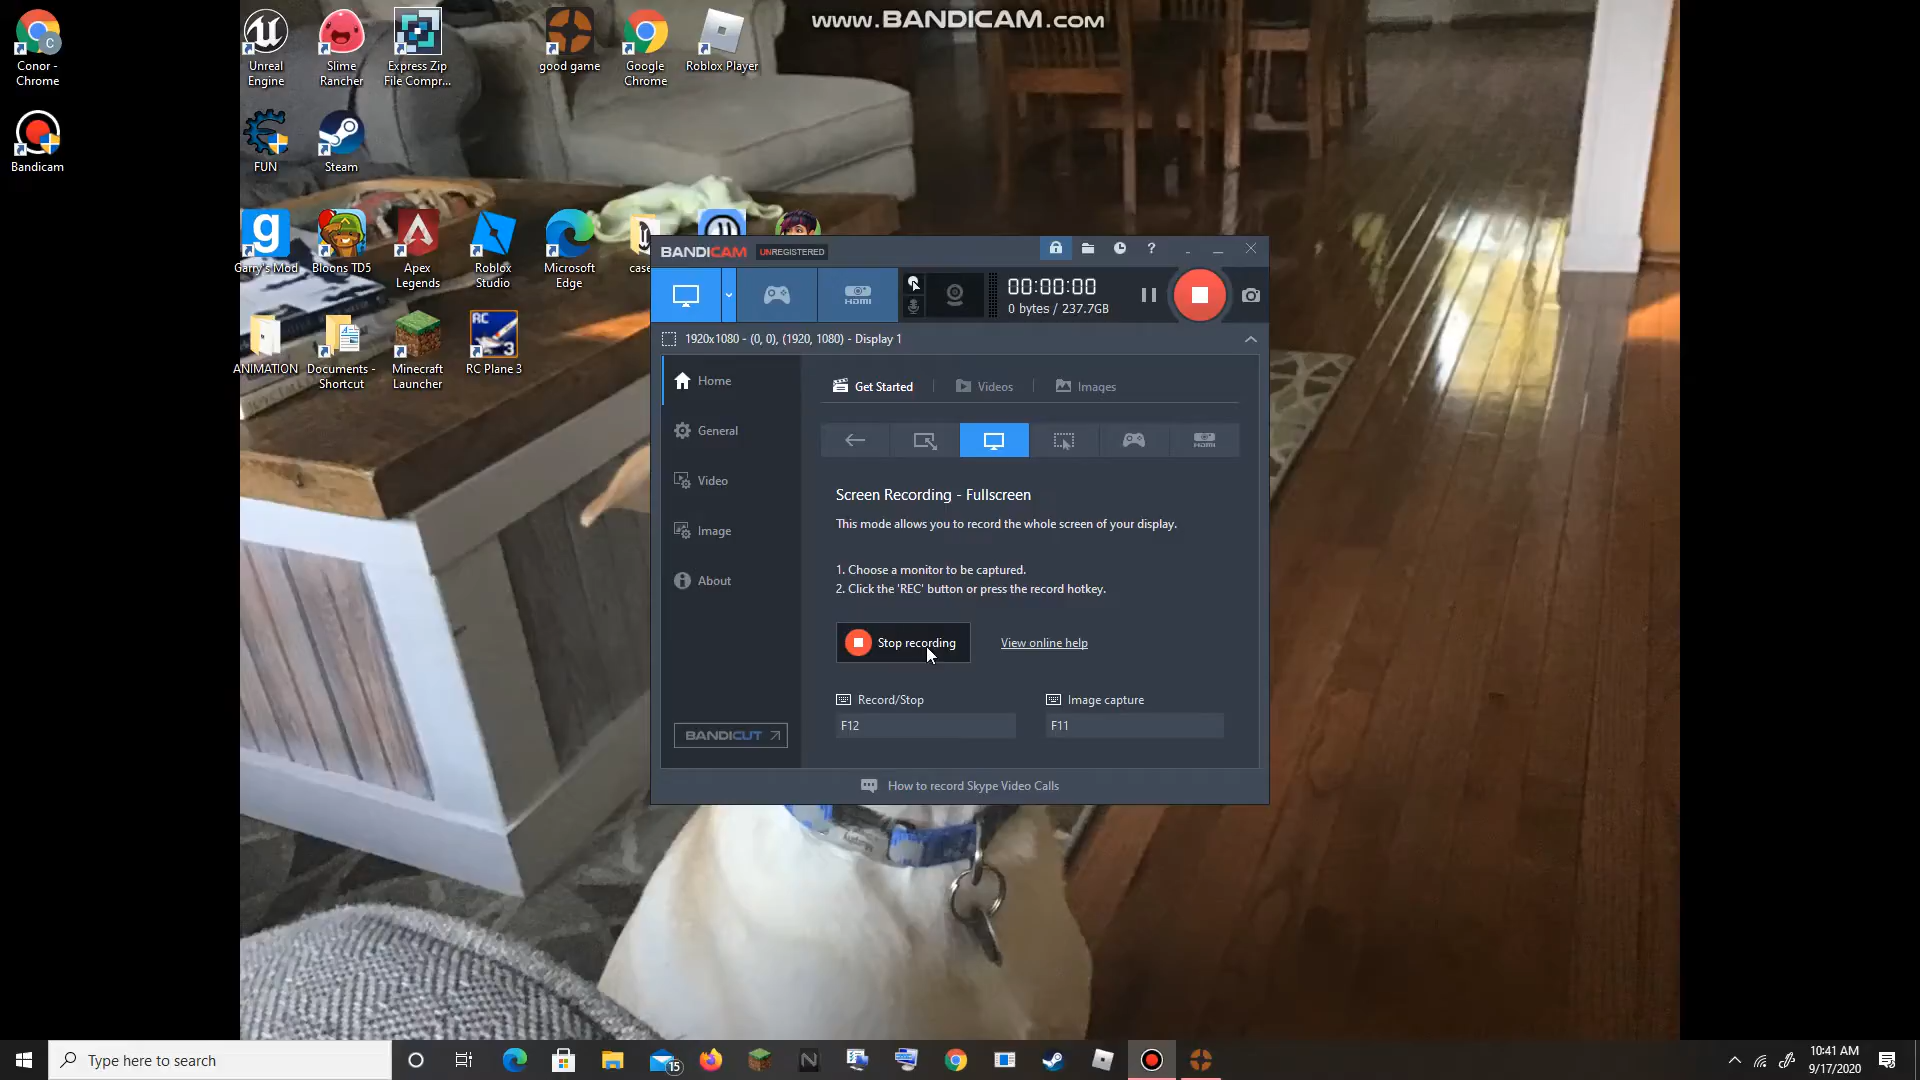 www.BANDICAM.com
Conor - Chrome
Bandicam
Unreal Engine
Slime Rancher
Express Zip File Compr...
good game
Google Chrome
Roblox Player
FUN
Steam
Garry's Mod
Bloons TD5
Apex Legends
Roblox Studio
Microsoft Edge
case
ANIMATION
Documents - Shortcut
Minecraft Launcher
RC Plane 3
BANDICAM UNREGISTERED
?
HDMI
00:00:00
0 bytes / 237.7GB
1920x1080 - (0, 0), (1920, 1080) - Display 1
Home
General
Video
Image
About
BANDICUT
Get Started
Videos
Images
HDMI
Screen Recording - Fullscreen
This mode allows you to record the whole screen of your display.
1. Choose a monitor to be captured.
2. Click the 'REC' button or press the record hotkey.
Stop recording
View online help
Record/Stop
Image capture
F12
F11
How to record Skype Video Calls
Type here to search
15
10:41 AM
9/17/2020